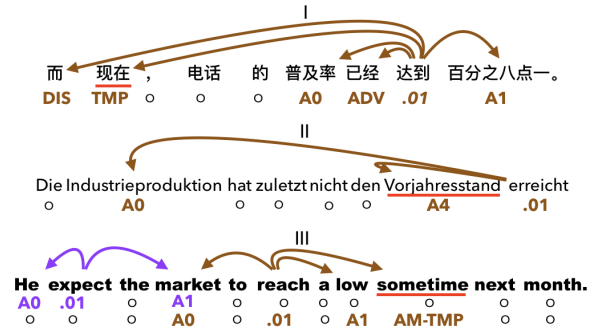 I
而 现在 ， 电话 的 普及率 已经 达到 百分之八点一。
DIS TMP o o o A0 ADV .01 A1
II
Die Industrieproduktion hat zuletzt nicht den Vorjahresstand erreicht
o A0 o o o o A4 .01
III
He expect the market to reach a low sometime next month.
A0 .01 o A1 o o o o o o o
o o o A0 o .01 o A1 AM-TMP o o